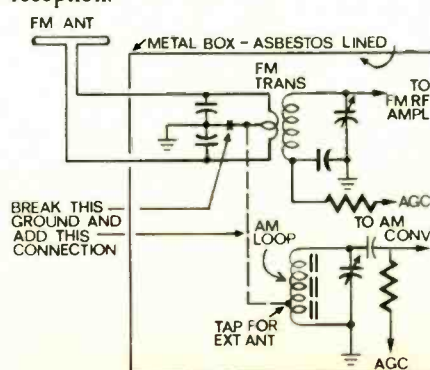 reception.
FM ANT
METAL BOX - ASBESTOS LINED
FM
TRANS
TO
FM RF
AMPL
AGC
BREAK THIS
GROUND AND
ADD THIS
CONNECTION
TO AM
CONV
AM
LOOP
TAP FOR
EXT ANT
AGC